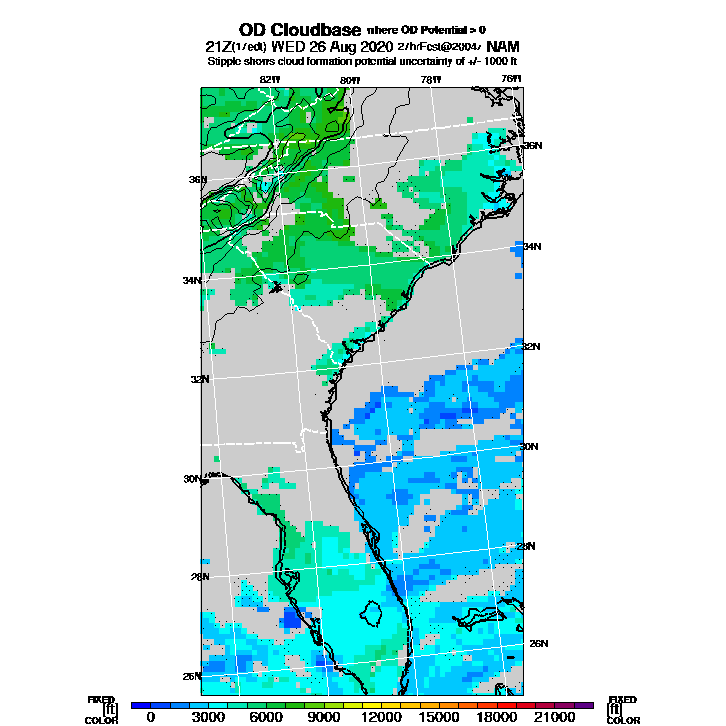 OD Cloudbase where OD Potential > 0
21Z(17edt) WED 26 Aug 2020 27hrFcst@2004z NAM
Stipple shows cloud formation potential uncertainty of +/- 1000 ft
82W 80W 78W 76W
36N
36N
34N
34N
32N
32N
30N
30N
28N
28N
26N
26N
FIXED FIXED
[ft] 0 3000 6000 9000 12000 15000 18000 21000 [ft]
COLOR COLOR